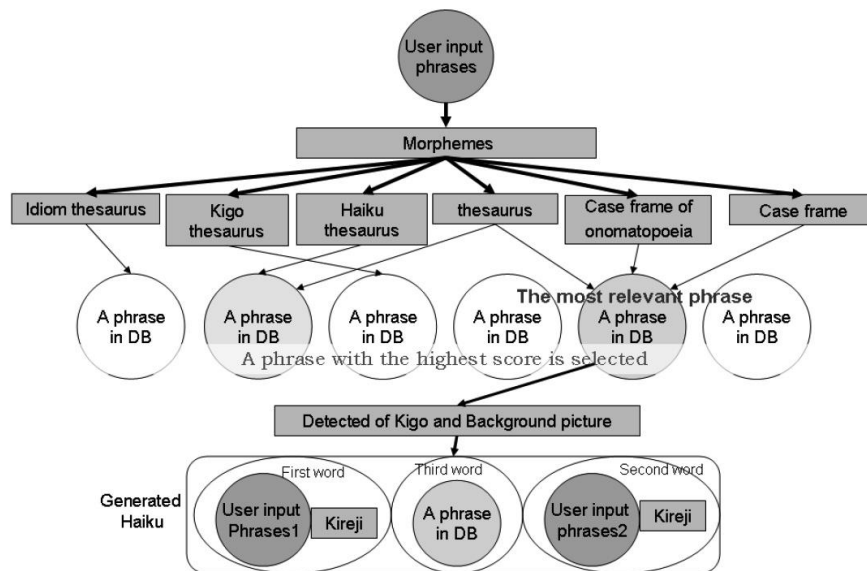 User input
phrases
Morphemes
Idiom thesaurus
Kigo
thesaurus
Haiku
thesaurus
thesaurus
Case frame of
onomatopoeia
Case frame
The most relevant phrase
A phrase
in DB
A phrase
in DB
A phrase
in DB
A phrase
in DB
A phrase
in DB
A phrase
in DB
A phrase with the highest score is selected
Detected of Kigo and Background picture
Generated
Haiku
First word
User input
Phrases1
Kireji
Third word
A phrase
in DB
Second word
User input
phrases2
Kireji